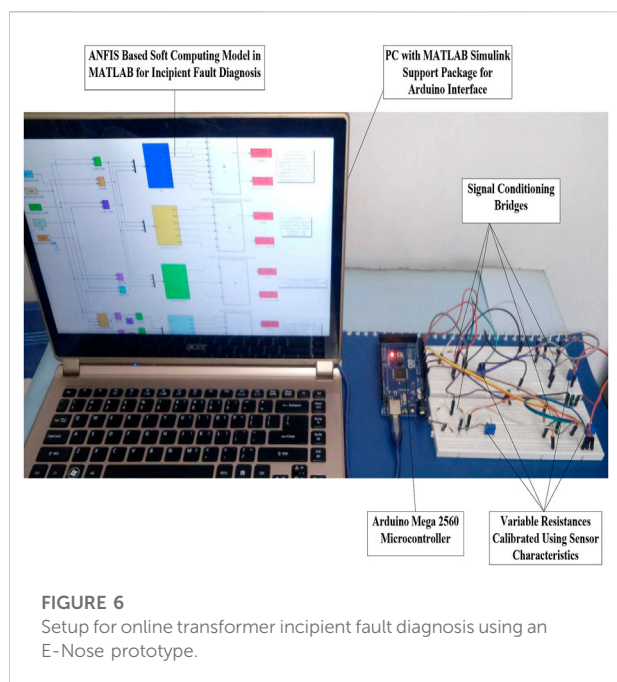 ANFIS Based Soft Computing Model in
MATLAB for Incipient Fault Diagnosis
PC with MATLAB Simulink
Support Package for
Arduino Interface
Signal Conditioning
Bridges
acer
Arduino Mega 2560
Microcontroller
Variable Resistances
Calibrated Using Sensor
Characteristics
FIGURE 6
Setup for online transformer incipient fault diagnosis using an
E-Nose prototype.